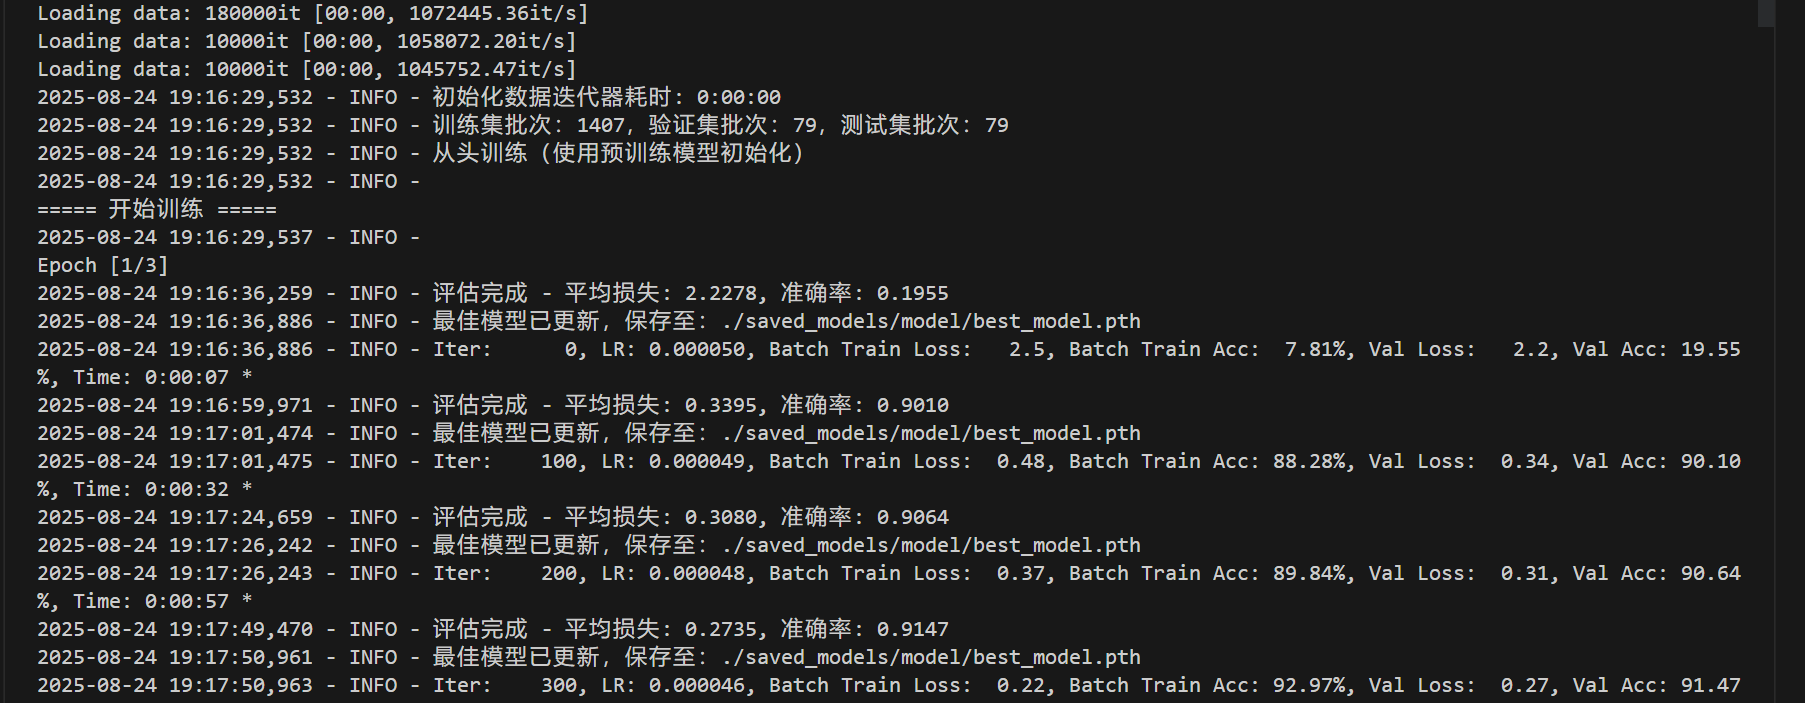 Loading data: 180000it [00:00, 1072445.36it/s]
Loading data: 10000it [00:00, 1058072.20it/s]
Loading data: 10000it [00:00, 1045752.47it/s]
2025-08-24 19:16:29,532 - INFO - 初始化数据迭代器耗时: 0:00:00
2025-08-24 19:16:29,532 - INFO - 训练集批次: 1407, 验证集批次: 79, 测试集批次: 79
2025-08-24 19:16:29,532 - INFO - 从头训练（使用预训练模型初始化）
2025-08-24 19:16:29,532 - INFO -
===== 开始训练 =====
2025-08-24 19:16:29,537 - INFO -
Epoch [1/3]
2025-08-24 19:16:36,259 - INFO - 评估完成 - 平均损失: 2.2278, 准确率: 0.1955
2025-08-24 19:16:36,886 - INFO - 最佳模型已更新，保存至: ./saved_models/model/best_model.pth
2025-08-24 19:16:36,886 - INFO - Iter:      0, LR: 0.000050, Batch Train Loss:   2.5, Batch Train Acc:  7.81%, Val Loss:   2.2, Val Acc: 19.55
%, Time: 0:00:07 *
2025-08-24 19:16:59,971 - INFO - 评估完成 - 平均损失: 0.3395, 准确率: 0.9010
2025-08-24 19:17:01,474 - INFO - 最佳模型已更新，保存至: ./saved_models/model/best_model.pth
2025-08-24 19:17:01,475 - INFO - Iter:    100, LR: 0.000049, Batch Train Loss:  0.48, Batch Train Acc: 88.28%, Val Loss:  0.34, Val Acc: 90.10
%, Time: 0:00:32 *
2025-08-24 19:17:24,659 - INFO - 评估完成 - 平均损失: 0.3080, 准确率: 0.9064
2025-08-24 19:17:26,242 - INFO - 最佳模型已更新，保存至: ./saved_models/model/best_model.pth
2025-08-24 19:17:26,243 - INFO - Iter:    200, LR: 0.000048, Batch Train Loss:  0.37, Batch Train Acc: 89.84%, Val Loss:  0.31, Val Acc: 90.64
%, Time: 0:00:57 *
2025-08-24 19:17:49,470 - INFO - 评估完成 - 平均损失: 0.2735, 准确率: 0.9147
2025-08-24 19:17:50,961 - INFO - 最佳模型已更新，保存至: ./saved_models/model/best_model.pth
2025-08-24 19:17:50,963 - INFO - Iter:    300, LR: 0.000046, Batch Train Loss:  0.22, Batch Train Acc: 92.97%, Val Loss:  0.27, Val Acc: 91.47